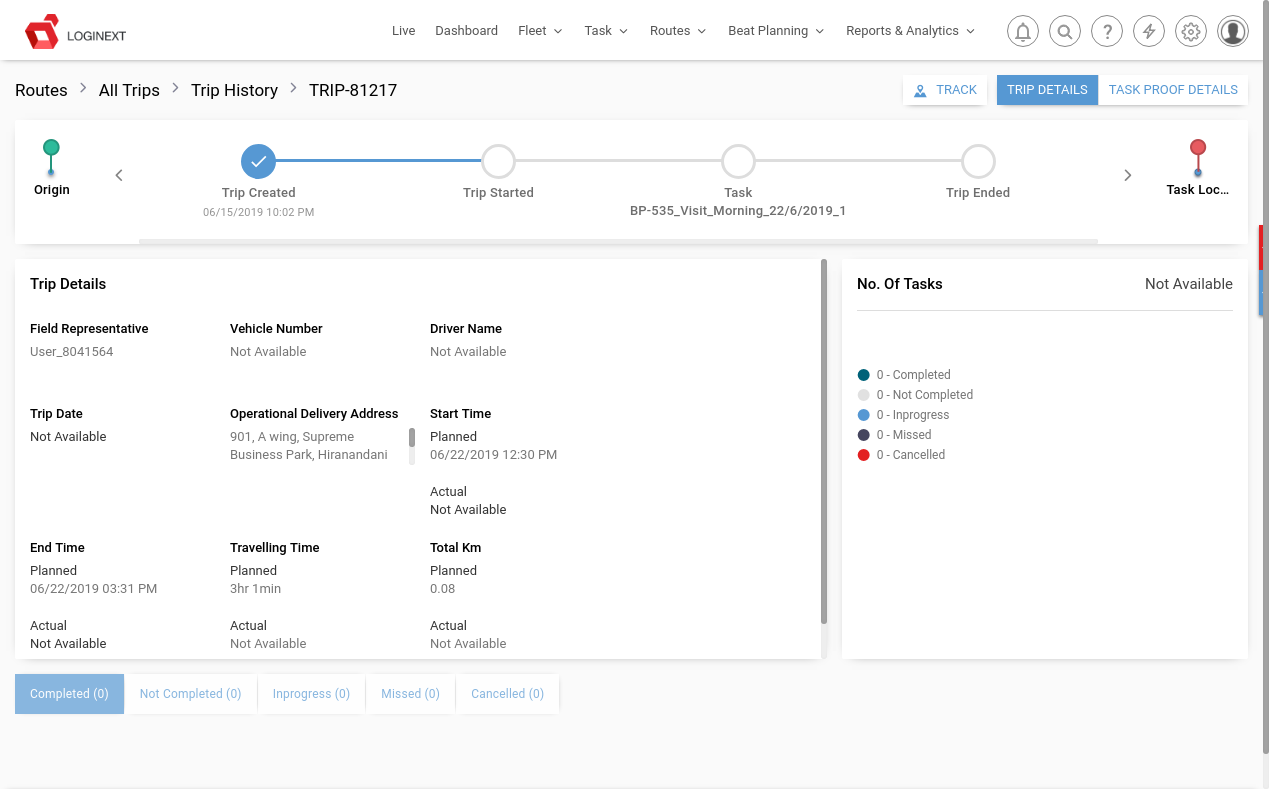 LOGINEXT
Live
Dashboard
Fleet
Task
Routes
Beat Planning
Reports & Analytics
?
Routes
All Trips
Trip History
TRIP-81217
TRACK
TRIP DETAILS
TASK PROOF DETAILS
Origin
Trip Created
06/15/2019 10:02 PM
Trip Started
Task
BP-535_Visit_Morning_22/6/2019_1
Trip Ended
Task Loc...
Trip Details
Field Representative
User_8041564
Vehicle Number
Not Available
Driver Name
Not Available
Trip Date
Not Available
Operational Delivery Address
901, A wing, Supreme
Business Park, Hiranandani
Start Time
Planned
06/22/2019 12:30 PM
Actual
Not Available
End Time
Planned
06/22/2019 03:31 PM
Actual
Not Available
Travelling Time
Planned
3hr 1min
Actual
Not Available
Total Km
Planned
0.08
Actual
Not Available
No. Of Tasks
Not Available
0 - Completed
0 - Not Completed
0 - Inprogress
0 - Missed
0 - Cancelled
Completed (0)
Not Completed (0)
Inprogress (0)
Missed (0)
Cancelled (0)